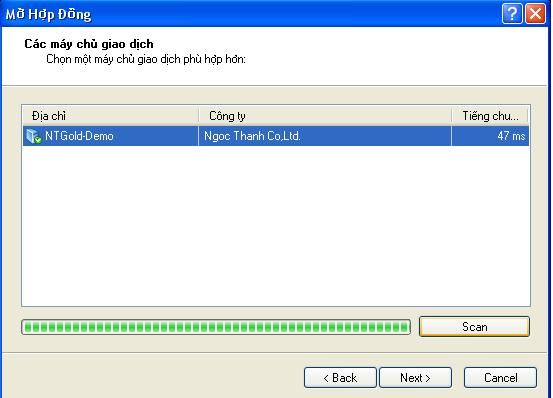 Mở Hợp Đồng
Các máy chủ giao dịch
Chọn một máy chủ giao dịch phù hợp hơn:
Địa chỉ Công ty Tiếng chu...
NTGold-Demo Ngoc Thanh Co,Ltd. 47 ms
Scan
< Back Next > Cancel